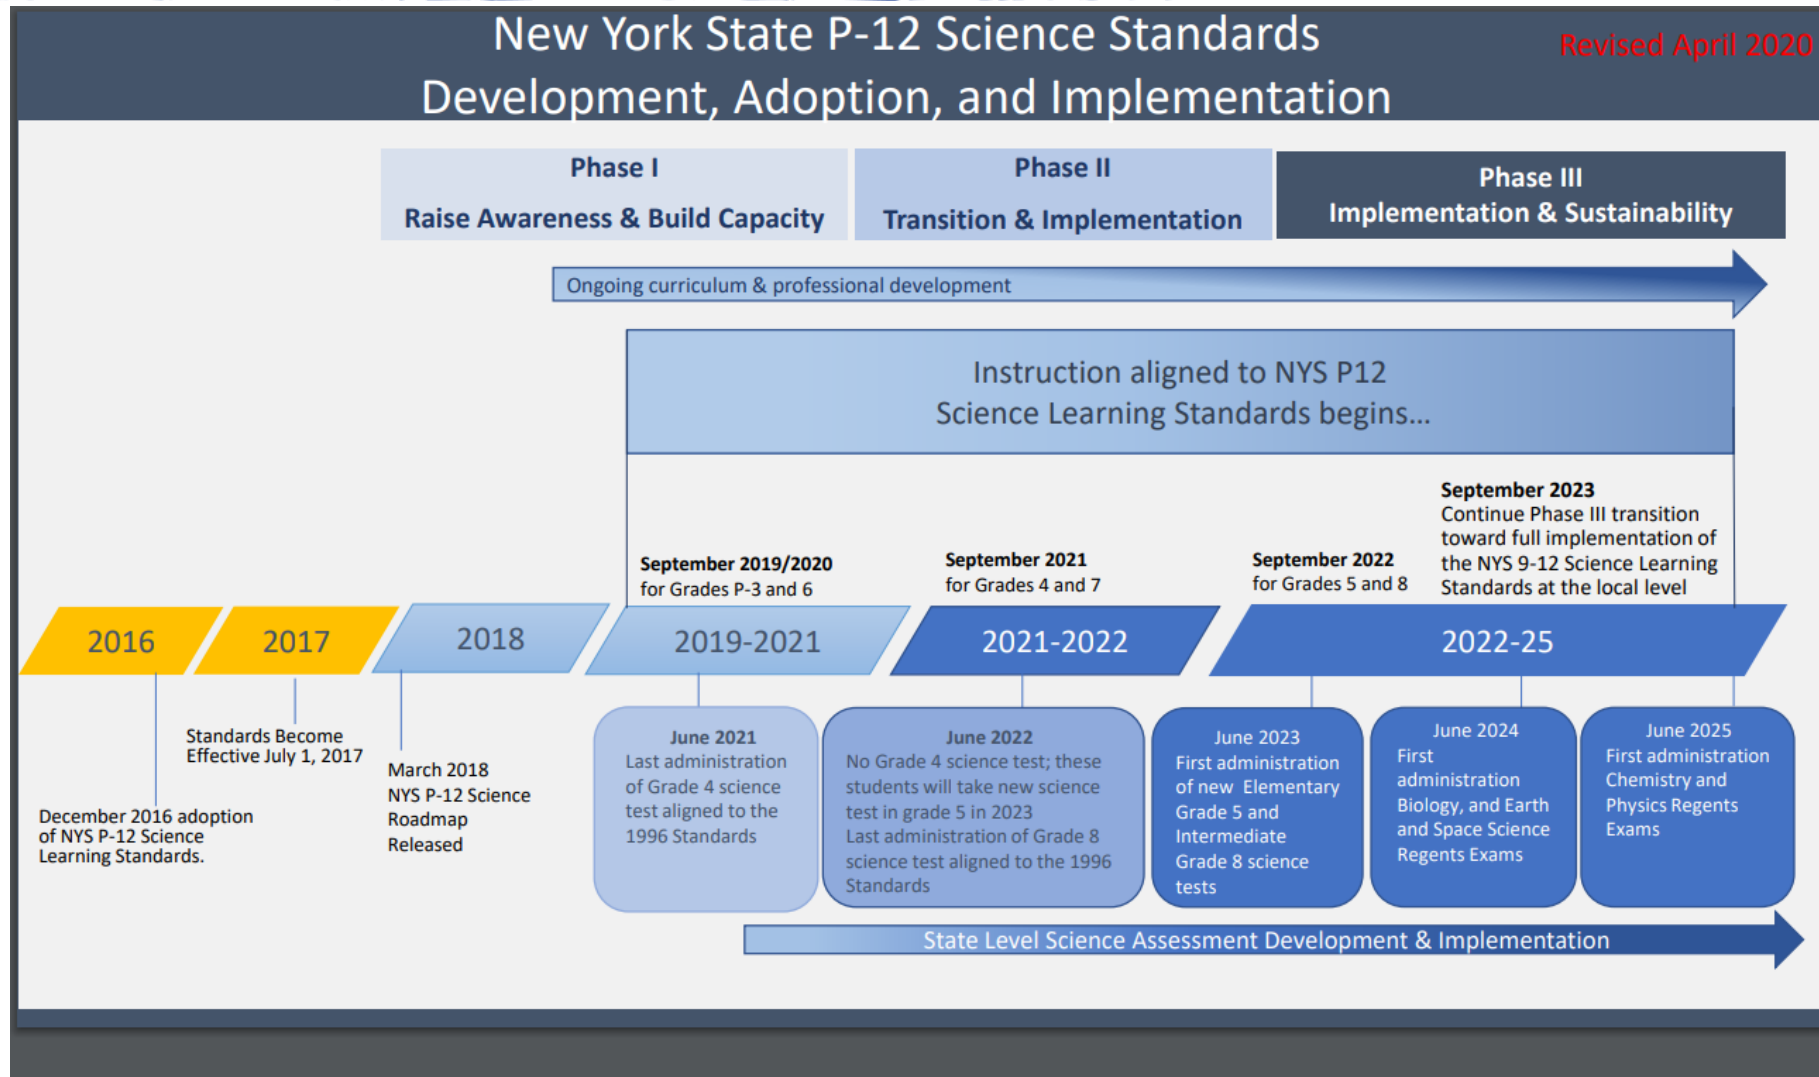 New York State P-12 Science Standards
Development, Adoption, and Implementation
Revised April 2020
Phase I
Raise Awareness & Build Capacity
Phase II
Transition & Implementation
Phase III
Implementation & Sustainability
Ongoing curriculum & professional development
Instruction aligned to NYS P12
Science Learning Standards begins...
September 2019/2020
for Grades P-3 and 6
September 2021
for Grades 4 and 7
September 2022
for Grades 5 and 8
September 2023
Continue Phase III transition
toward full implementation of
the NYS 9-12 Science Learning
Standards at the local level
2016
2017
2018
2019-2021
2021-2022
2022-25
December 2016 adoption
of NYS P-12 Science
Learning Standards.
Standards Become
Effective July 1, 2017
March 2018
NYS P-12 Science
Roadmap
Released
June 2021
Last administration
of Grade 4 science
test aligned to the
1996 Standards
June 2022
No Grade 4 science test; these
students will take new science
test in grade 5 in 2023
Last administration of Grade 8
science test aligned to the 1996
Standards
June 2023
First administration
of new Elementary
Grade 5 and
Intermediate
Grade 8 science
tests
June 2024
First
administration
Biology, and Earth
and Space Science
Regents Exams
June 2025
First administration
Chemistry and
Physics Regents
Exams
State Level Science Assessment Development & Implementation